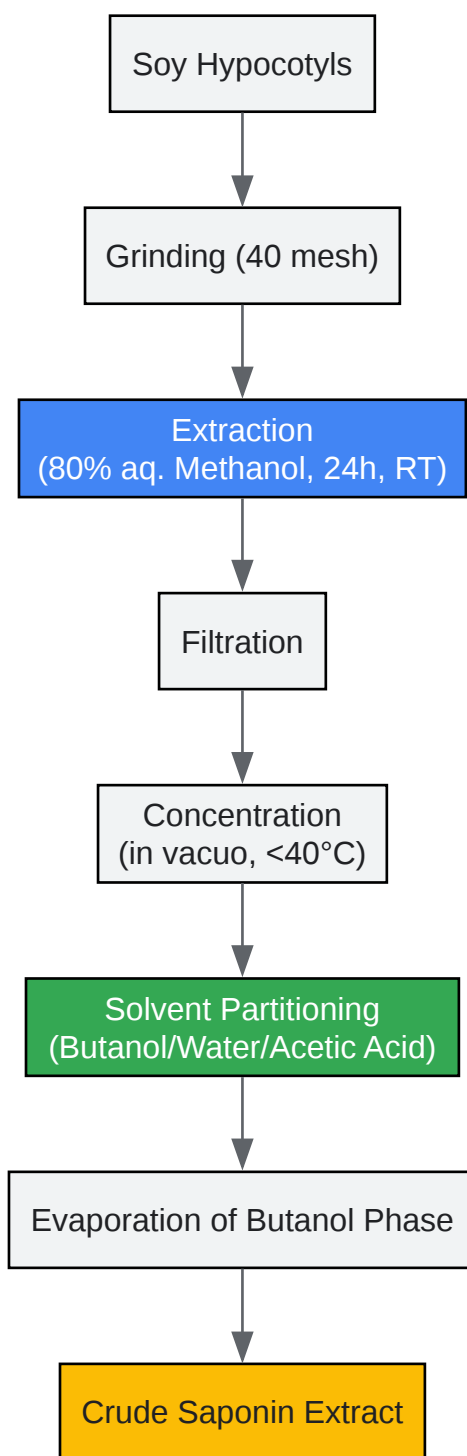 Soy Hypocotyls
Grinding (40 mesh)
Extraction
(80% aq. Methanol, 24h, RT)
Filtration
Concentration
(in vacuo, <40°C)
Solvent Partitioning
(Butanol/Water/Acetic Acid)
Evaporation of Butanol Phase
Crude Saponin Extract